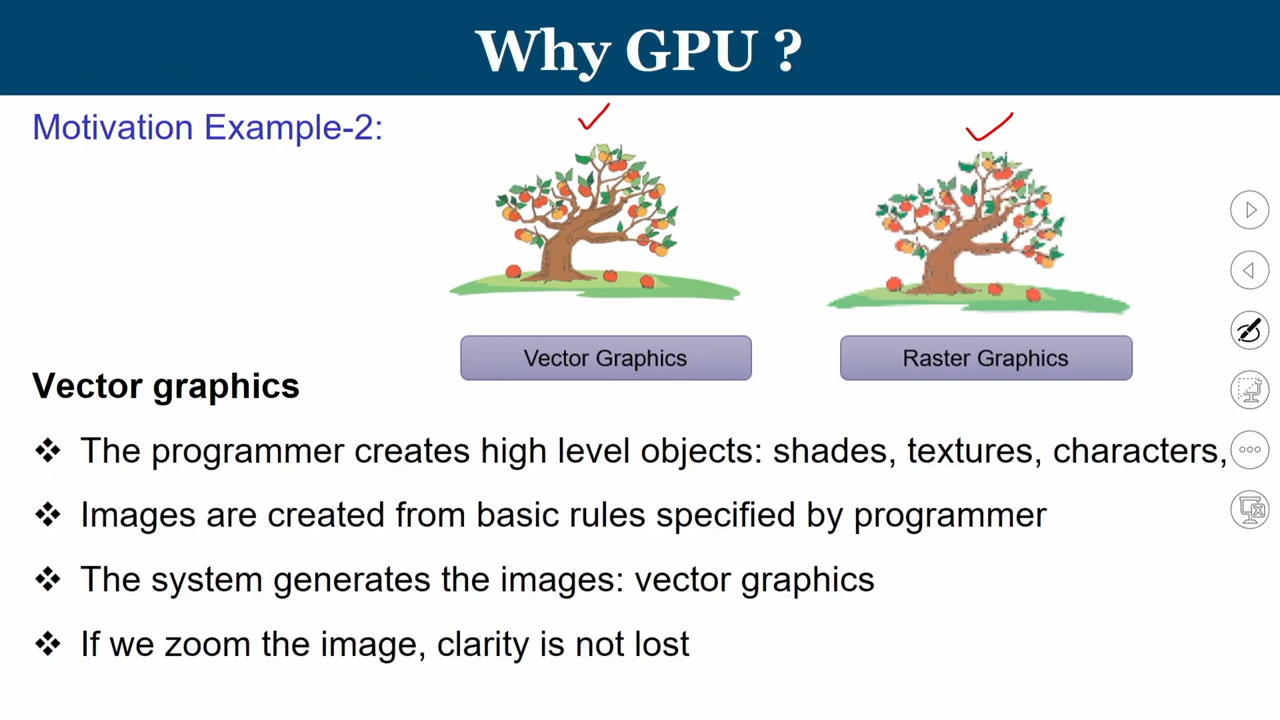 Why GPU ?
Motivation Example-2:
Vector Graphics
Raster Graphics
Vector graphics
❖ The programmer creates high level objects: shades, textures, characters,
❖ Images are created from basic rules specified by programmer
❖ The system generates the images: vector graphics
❖ If we zoom the image, clarity is not lost